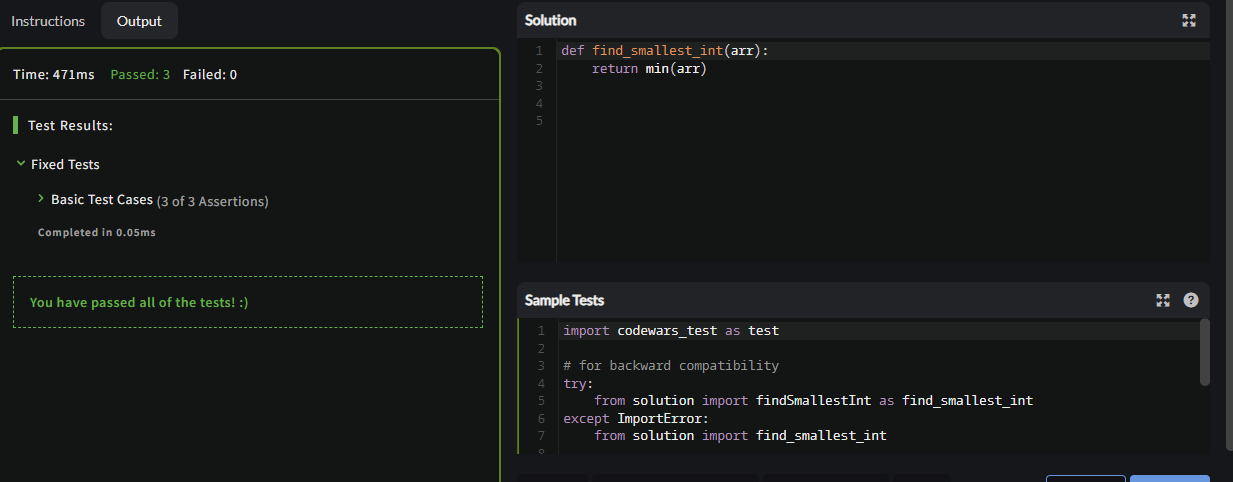 Instructions
Output
Time: 471ms Passed: 3 Failed: 0
Test Results:
Fixed Tests
Basic Test Cases (3 of 3 Assertions)
Completed in 0.05ms
You have passed all of the tests! :)
Solution
1 def find_smallest_int(arr):
2     return min(arr)
3
4
5
Sample Tests
?
1 import codewars_test as test
2
3 # for backward compatibility
4 try:
5     from solution import findSmallestInt as find_smallest_int
6 except ImportError:
7     from solution import find_smallest_int
8